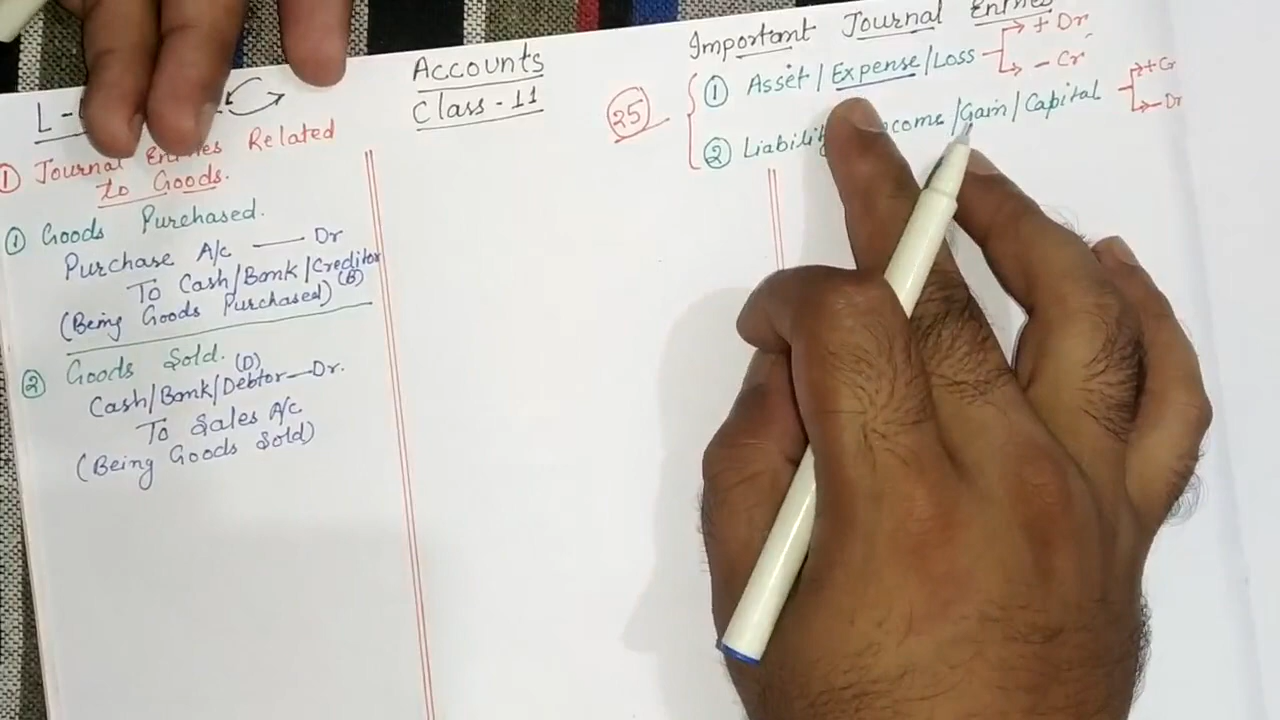 Accounts
Class-11
① Journal Entries Related
to Goods.
① Goods Purchased.
Purchase A/c —— Dr
To Cash/Bank/Creditor
(B)
(Being Goods Purchased)
② Goods Sold.
(D)
Cash/Bank/Debtor—Dr.
To Sales A/c
(Being Goods Sold)
Important Journal Entries
25
① Asset/Expense/Loss
+ Dr
- Cr
② /Gain/Capital
+ Cr
- Dr